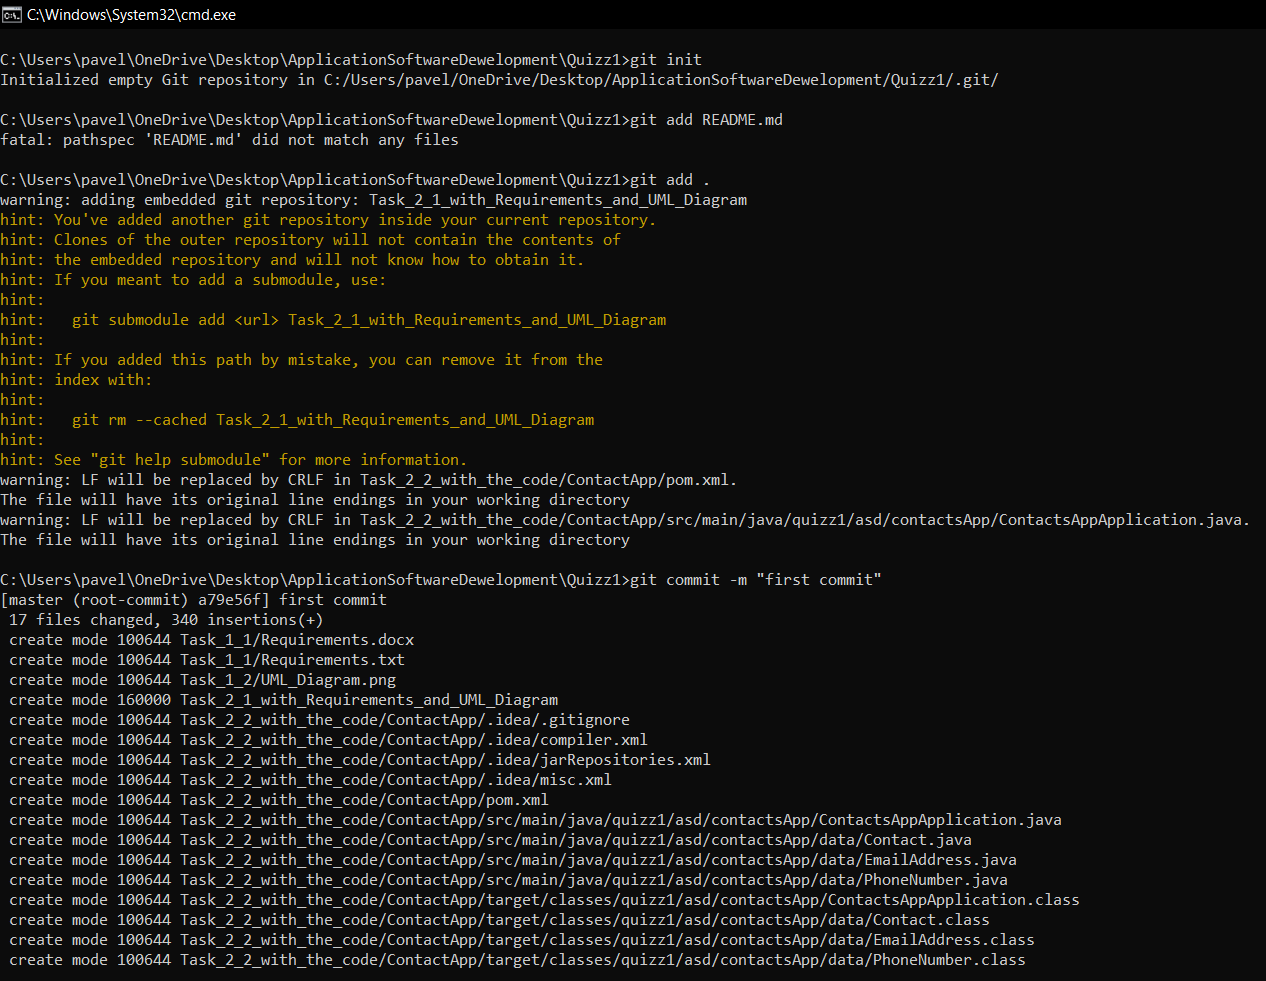 C:\Windows\System32\cmd.exe
C:\Users\pavel\OneDrive\Desktop\ApplicationSoftwareDewelopment\Quizz1>git init
Initialized empty Git repository in C:/Users/pavel/OneDrive/Desktop/ApplicationSoftwareDewelopment/Quizz1/.git/
C:\Users\pavel\OneDrive\Desktop\ApplicationSoftwareDewelopment\Quizz1>git add README.md
fatal: pathspec 'README.md' did not match any files
C:\Users\pavel\OneDrive\Desktop\ApplicationSoftwareDewelopment\Quizz1>git add .
warning: adding embedded git repository: Task_2_1_with_Requirements_and_UML_Diagram
hint: You've added another git repository inside your current repository.
hint: Clones of the outer repository will not contain the contents of
hint: the embedded repository and will not know how to obtain it.
hint: If you meant to add a submodule, use:
hint:
hint:   git submodule add <url> Task_2_1_with_Requirements_and_UML_Diagram
hint:
hint: If you added this path by mistake, you can remove it from the
hint: index with:
hint:
hint:   git rm --cached Task_2_1_with_Requirements_and_UML_Diagram
hint:
hint: See "git help submodule" for more information.
warning: LF will be replaced by CRLF in Task_2_2_with_the_code/ContactApp/pom.xml.
The file will have its original line endings in your working directory
warning: LF will be replaced by CRLF in Task_2_2_with_the_code/ContactApp/src/main/java/quizz1/asd/contactsApp/ContactsAppApplication.java.
The file will have its original line endings in your working directory
C:\Users\pavel\OneDrive\Desktop\ApplicationSoftwareDewelopment\Quizz1>git commit -m "first commit"
[master (root-commit) a79e56f] first commit
 17 files changed, 340 insertions(+)
 create mode 100644 Task_1_1/Requirements.docx
 create mode 100644 Task_1_1/Requirements.txt
 create mode 100644 Task_1_2/UML_Diagram.png
 create mode 160000 Task_2_1_with_Requirements_and_UML_Diagram
 create mode 100644 Task_2_2_with_the_code/ContactApp/.idea/.gitignore
 create mode 100644 Task_2_2_with_the_code/ContactApp/.idea/compiler.xml
 create mode 100644 Task_2_2_with_the_code/ContactApp/.idea/jarRepositories.xml
 create mode 100644 Task_2_2_with_the_code/ContactApp/.idea/misc.xml
 create mode 100644 Task_2_2_with_the_code/ContactApp/pom.xml
 create mode 100644 Task_2_2_with_the_code/ContactApp/src/main/java/quizz1/asd/contactsApp/ContactsAppApplication.java
 create mode 100644 Task_2_2_with_the_code/ContactApp/src/main/java/quizz1/asd/contactsApp/data/Contact.java
 create mode 100644 Task_2_2_with_the_code/ContactApp/src/main/java/quizz1/asd/contactsApp/data/EmailAddress.java
 create mode 100644 Task_2_2_with_the_code/ContactApp/src/main/java/quizz1/asd/contactsApp/data/PhoneNumber.java
 create mode 100644 Task_2_2_with_the_code/ContactApp/target/classes/quizz1/asd/contactsApp/ContactsAppApplication.class
 create mode 100644 Task_2_2_with_the_code/ContactApp/target/classes/quizz1/asd/contactsApp/data/Contact.class
 create mode 100644 Task_2_2_with_the_code/ContactApp/target/classes/quizz1/asd/contactsApp/data/EmailAddress.class
 create mode 100644 Task_2_2_with_the_code/ContactApp/target/classes/quizz1/asd/contactsApp/data/PhoneNumber.class